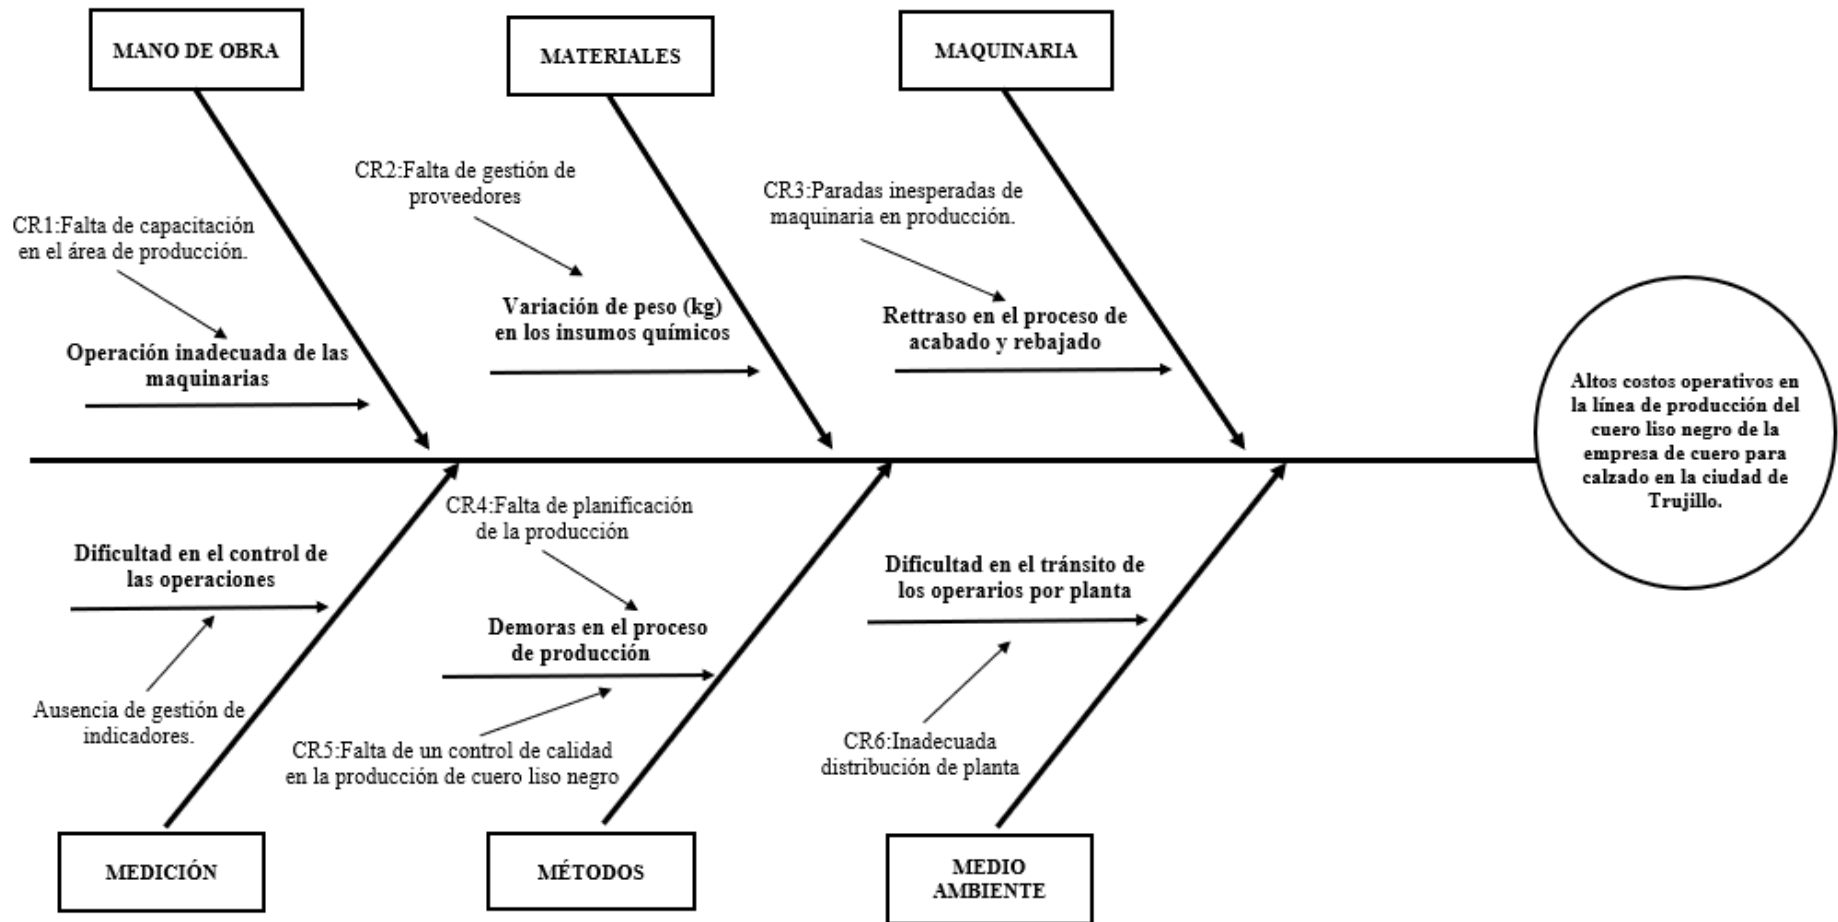 MANO DE OBRA
MATERIALES
MAQUINARIA
CR2:Falta de gestión de
proveedores
CR3:Paradas inesperadas de
maquinaria en producción.
CR1:Falta de capacitación
en el área de producción.
Variación de peso (kg)
en los insumos químicos
Rettraso en el proceso de
acabado y rebajado
Operación inadecuada de las
maquinarias
Altos costos operativos en
la línea de producción del
cuero liso negro de la
empresa de cuero para
calzado en la ciudad de
Trujillo.
CR4:Falta de planificación
de la producción
Dificultad en el control de
las operaciones
Dificultad en el tránsito de
los operarios por planta
Demoras en el proceso
de producción
Ausencia de gestión de
indicadores.
CR5:Falta de un control de calidad
en la producción de cuero liso negro
CR6:Inadecuada
distribución de planta
MEDICIÓN
MÉTODOS
MEDIO
AMBIENTE